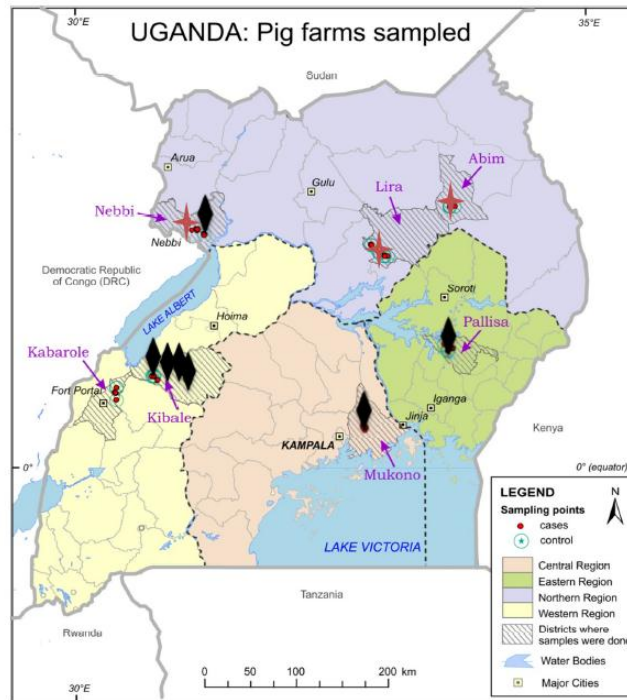 30°E
35°E
UGANDA: Pig farms sampled
Sudan
Arua
Gulu
Abim
Lira
Nebbi
Nebbi
Democratic Republic
of Congo (DRC)
LAKE ALBERT
Soroti
Hoima
Pallisa
Kabarole
Fort Portal
Kibale
Iganga
Jinja
KAMPALA
Kenya
Mukono
0°
0° (equator)
LAKE VICTORIA
Tanzania
Rwanda
30°E
0 50 100 200 km
LEGEND
N
Sampling points
cases
control
Central Region
Eastern Region
Northern Region
Western Region
Districts where
samples were done
Water Bodies
Major Cities